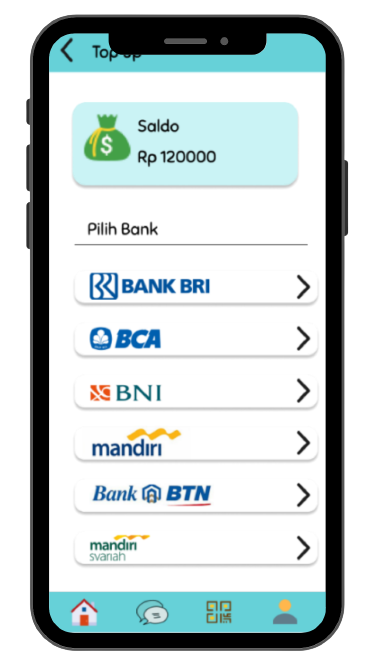 Top up
Saldo
Rp 120000
Pilih Bank
BANK BRI
BCA
BNI
mandiri
Bank BTN
mandiri
syariah